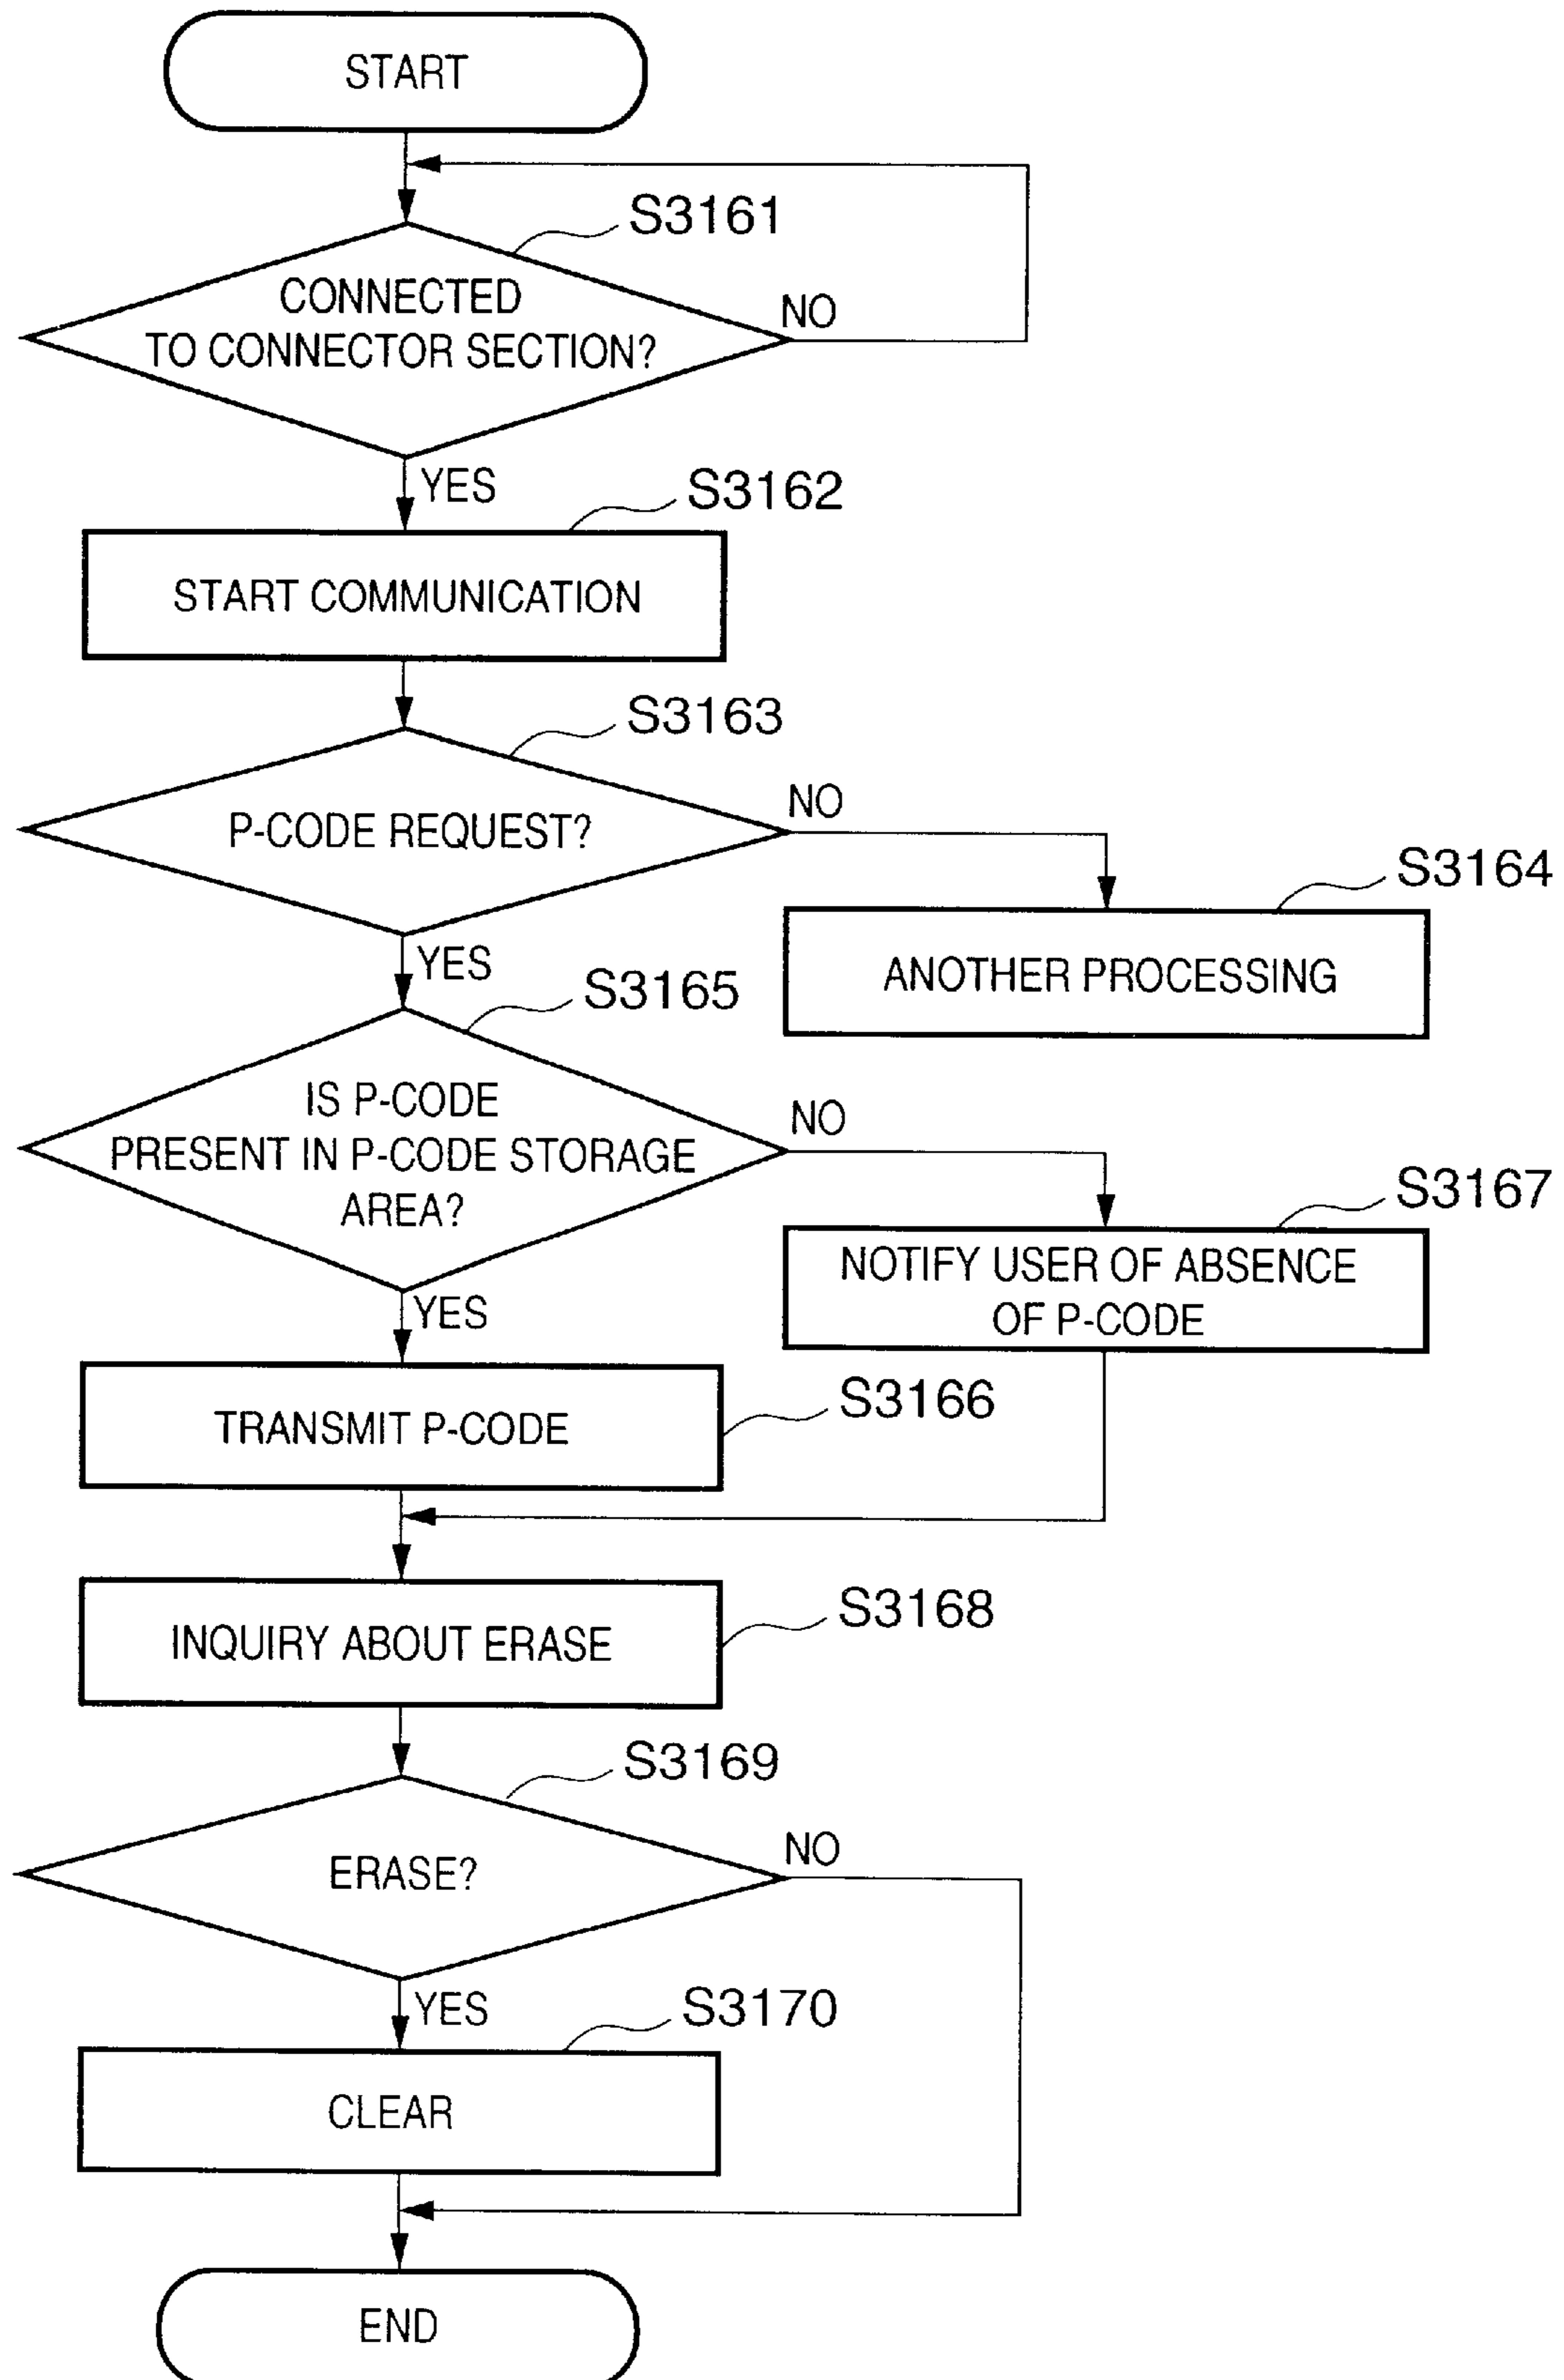 START
S3161
CONNECTED
TO CONNECTOR SECTION?
NO
YES
S3162
START COMMUNICATION
S3163
P-CODE REQUEST?
NO
S3164
ANOTHER PROCESSING
YES
S3165
IS P-CODE
PRESENT IN P-CODE STORAGE
AREA?
NO
S3167
NOTIFY USER OF ABSENCE
OF P-CODE
YES
S3166
TRANSMIT P-CODE
S3168
INQUIRY ABOUT ERASE
S3169
ERASE?
NO
YES
S3170
CLEAR
END